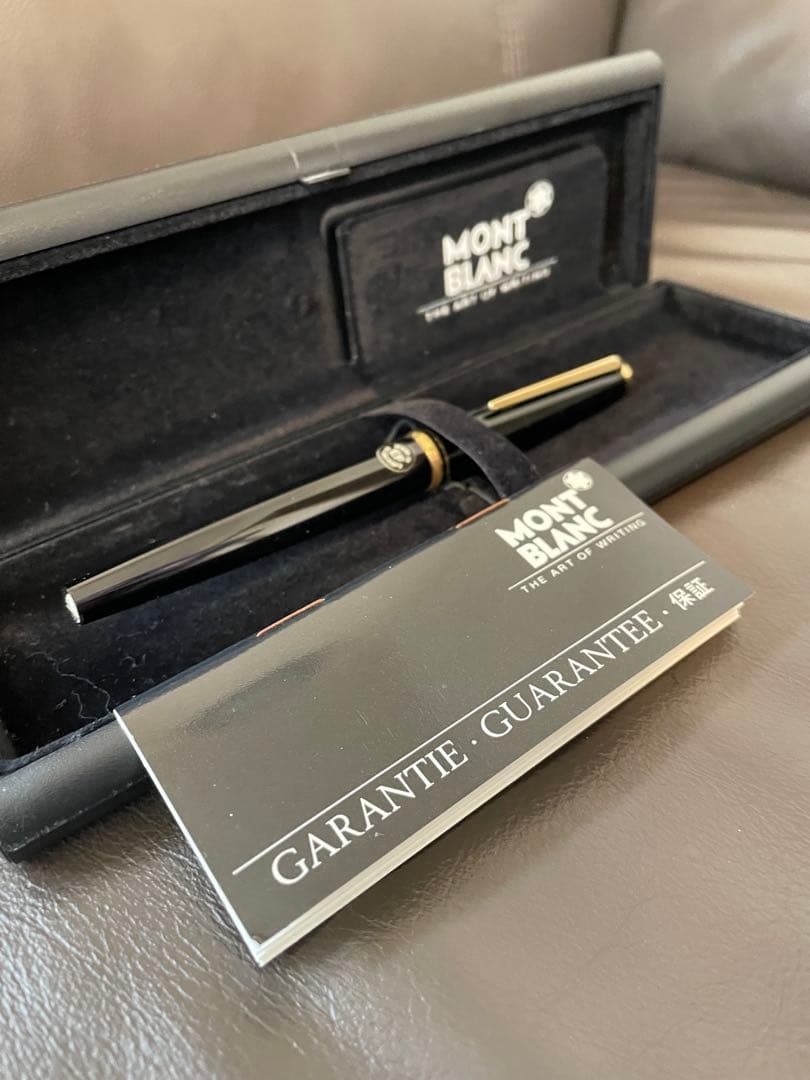 MONT
BLANC
THE ART OF WRITING
MONT
BLANC
THE ART OF WRITING
GARANTIE · GUARANTEE · 保証